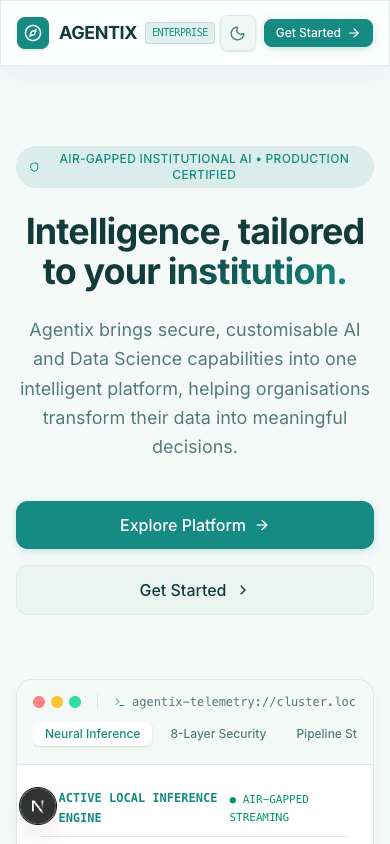 AGENTIX ENTERPRISE Get Started →
AIR-GAPPED INSTITUTIONAL AI • PRODUCTION
CERTIFIED
Intelligence, tailored
to your institution.
Agentix brings secure, customisable AI
and Data Science capabilities into one
intelligent platform, helping organisations
transform their data into meaningful
decisions.
Explore Platform →
Get Started >
>_ agentix-telemetry://cluster.loc
Neural Inference 8-Layer Security Pipeline St
N
ACTIVE LOCAL INFERENCE
ENGINE
● AIR-GAPPED
STREAMING